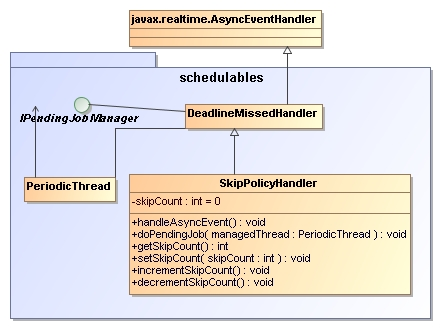 javax.realtime.AsyncEventHandler
schedulables
IPendingJobManager
DeadlineMissedHandler
PeriodicThread
SkipPolicyHandler
-skipCount : int = 0
+handleAsyncEvent() : void
+doPendingJob( managedThread : PeriodicThread ) : void
+getSkipCount() : int
+setSkipCount( skipCount : int ) : void
+incrementSkipCount() : void
+decrementSkipCount() : void